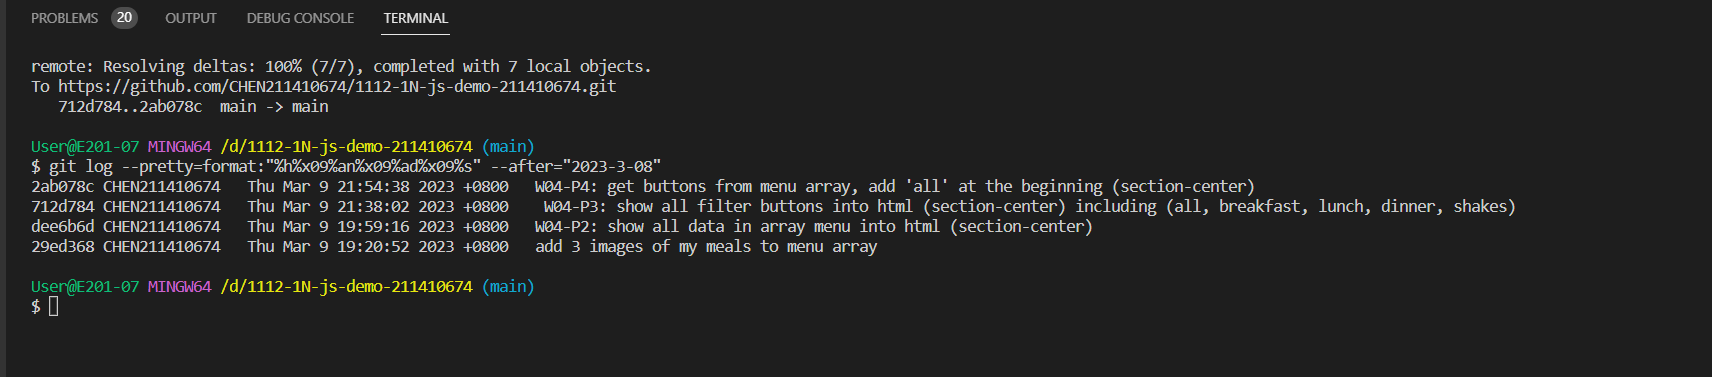 PROBLEMS 20 OUTPUT DEBUG CONSOLE TERMINAL
remote: Resolving deltas: 100% (7/7), completed with 7 local objects.
To https://github.com/CHEN211410674/1112-1N-js-demo-211410674.git
   712d784..2ab078c  main -> main
User@E201-07 MINGW64 /d/1112-1N-js-demo-211410674 (main)
$ git log --pretty=format:"%h%x09%an%x09%ad%x09%s" --after="2023-3-08"
2ab078c CHEN211410674   Thu Mar 9 21:54:38 2023 +0800   W04-P4: get buttons from menu array, add 'all' at the beginning (section-center)
712d784 CHEN211410674   Thu Mar 9 21:38:02 2023 +0800    W04-P3: show all filter buttons into html (section-center) including (all, breakfast, lunch, dinner, shakes)
dee6b6d CHEN211410674   Thu Mar 9 19:59:16 2023 +0800   W04-P2: show all data in array menu into html (section-center)
29ed368 CHEN211410674   Thu Mar 9 19:20:52 2023 +0800   add 3 images of my meals to menu array
User@E201-07 MINGW64 /d/1112-1N-js-demo-211410674 (main)
$